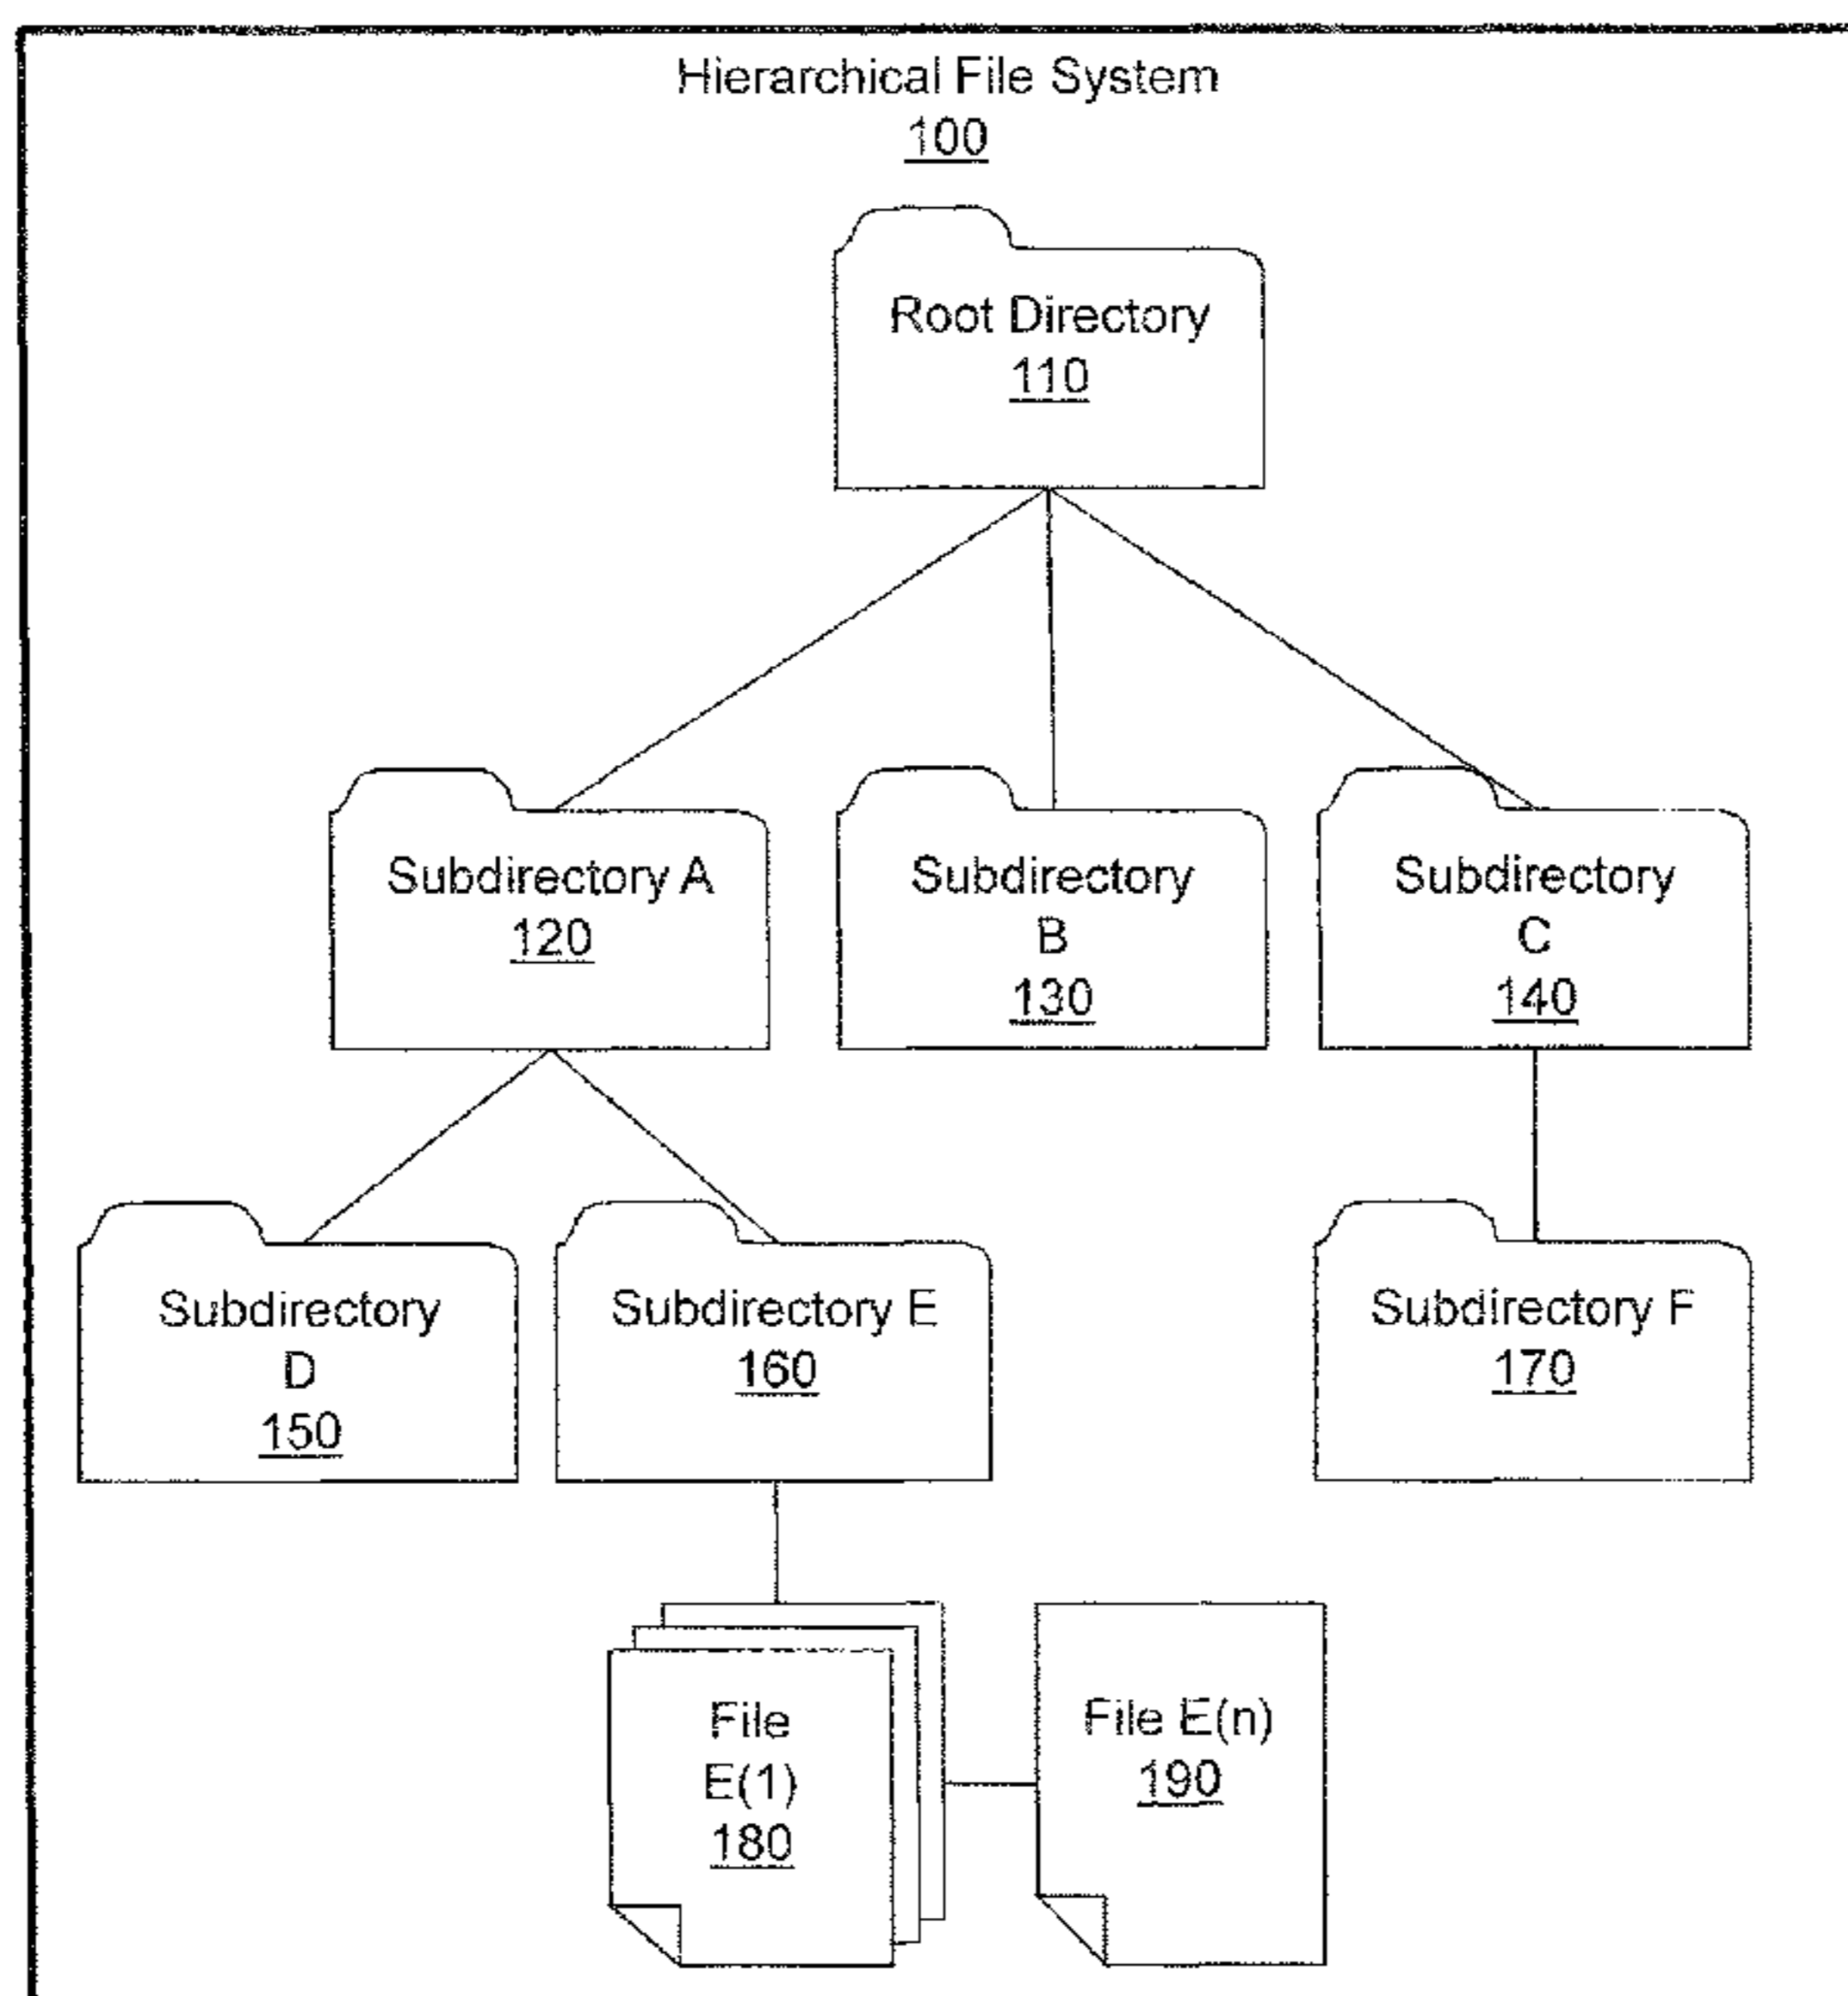 Hierarchical File System
100
Root Directory
110
Subdirectory A
120
Subdirectory
B
130
Subdirectory
C
140
Subdirectory
D
150
Subdirectory E
160
Subdirectory F
170
File
E(1)
180
File E(n)
190